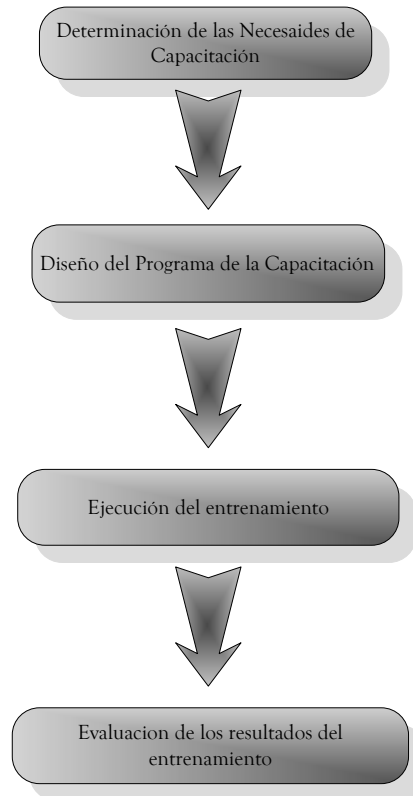 Determinación de las Necesaides de
Capacitación
Diseño del Programa de la Capacitación
Ejecución del entrenamiento
Evaluacion de los resultados del
entrenamiento